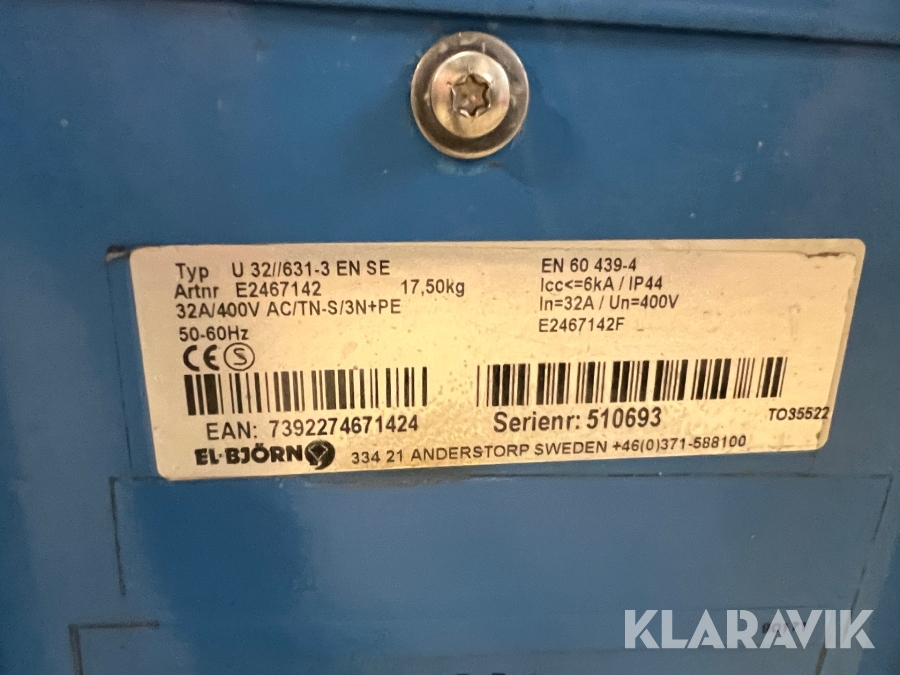 Typ U 32//631-3 EN SE
Artnr E2467142 17,50kg
32A/400V AC/TN-S/3N+PE
50-60Hz
EN 60 439-4
Icc<=6kA / IP44
In=32A / Un=400V
E2467142F
CE S
EAN: 7392274671424
Serienr: 510693
TO35522
EL·BJÖRN 334 21 ANDERSTORP SWEDEN +46(0)371-588100
KLARAVIK